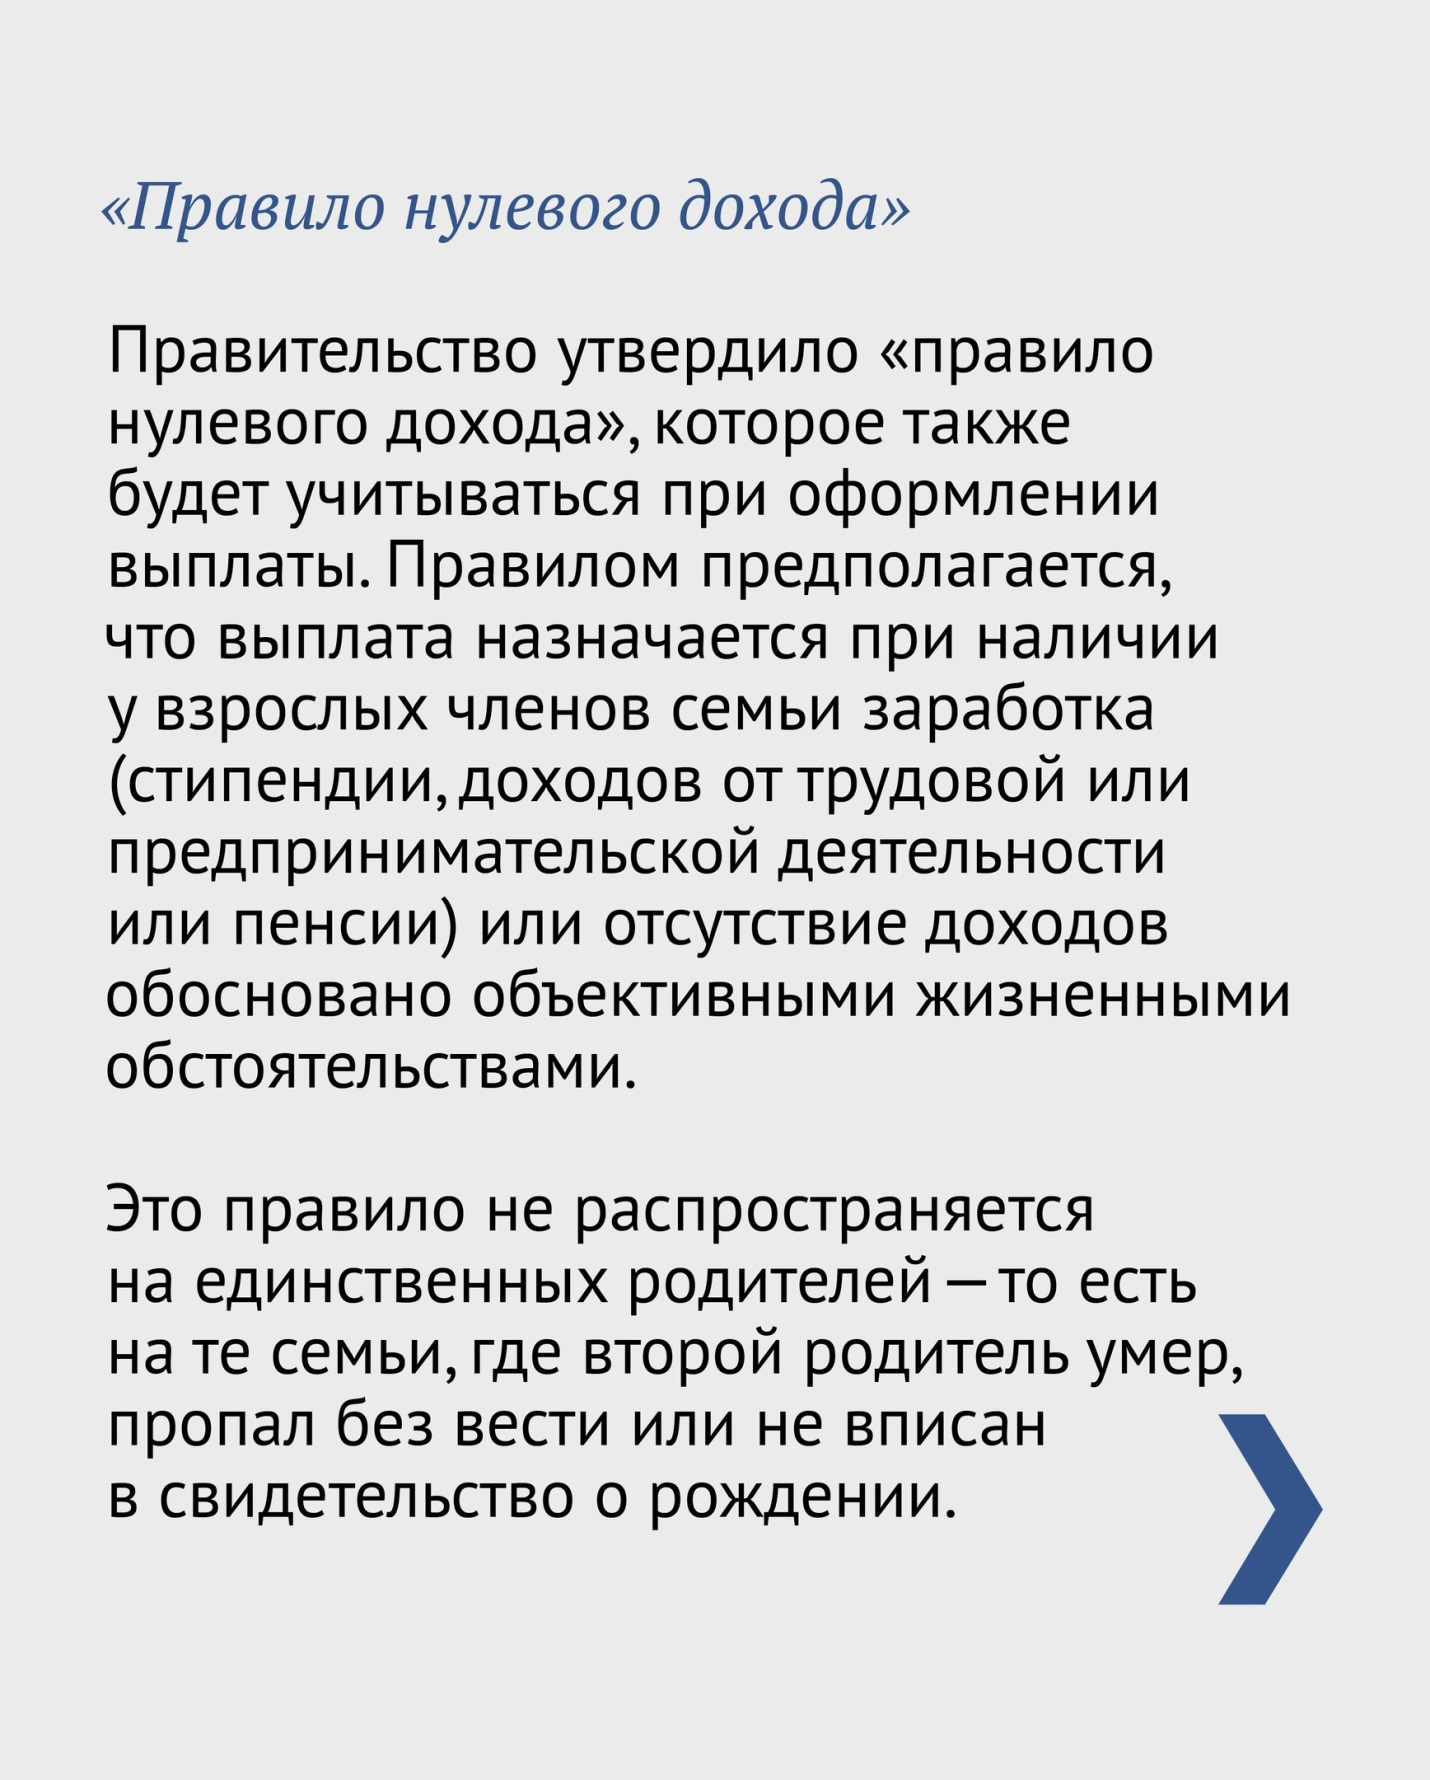 «Правило нулевого дохода»
Правительство утвердило «правило
нулевого дохода», которое также
будет учитываться при оформлении
выплаты. Правилом предполагается,
что выплата назначается при наличии
у взрослых членов семьи заработка
(стипендии, доходов от трудовой или
предпринимательской деятельности
или пенсии) или отсутствие доходов
обосновано объективными жизненными
обстоятельствами.
Это правило не распространяется
на единственных родителей — то есть
на те семьи, где второй родитель умер,
пропал без вести или не вписан
в свидетельство о рождении.